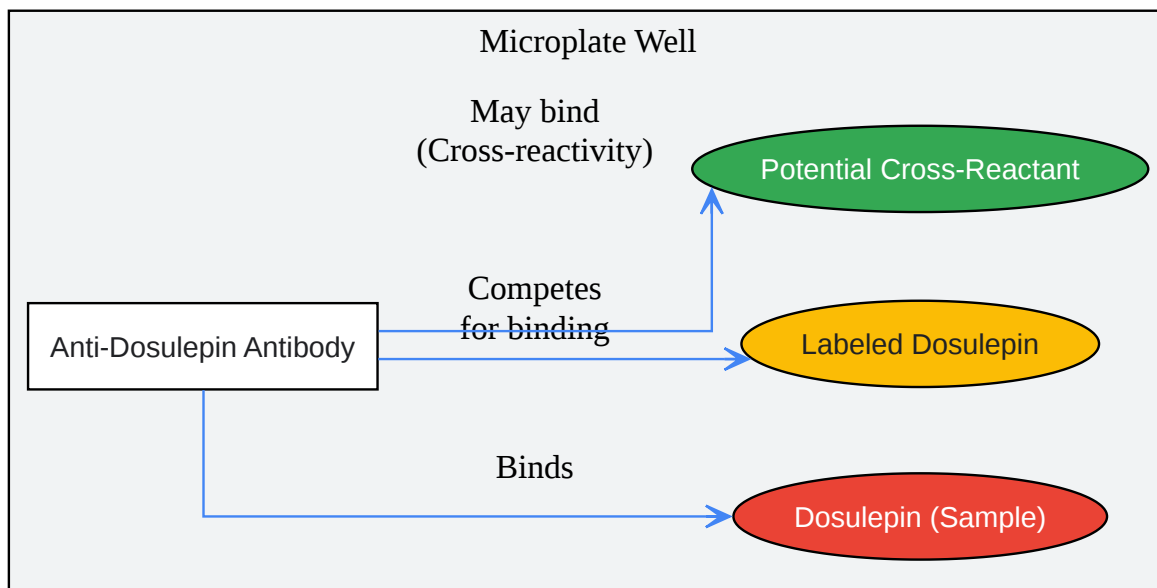 Microplate Well
May bind
(Cross-reactivity)
Potential Cross-Reactant
Competes
for binding
Anti-Dosulepin Antibody
Labeled Dosulepin
Binds
Dosulepin (Sample)